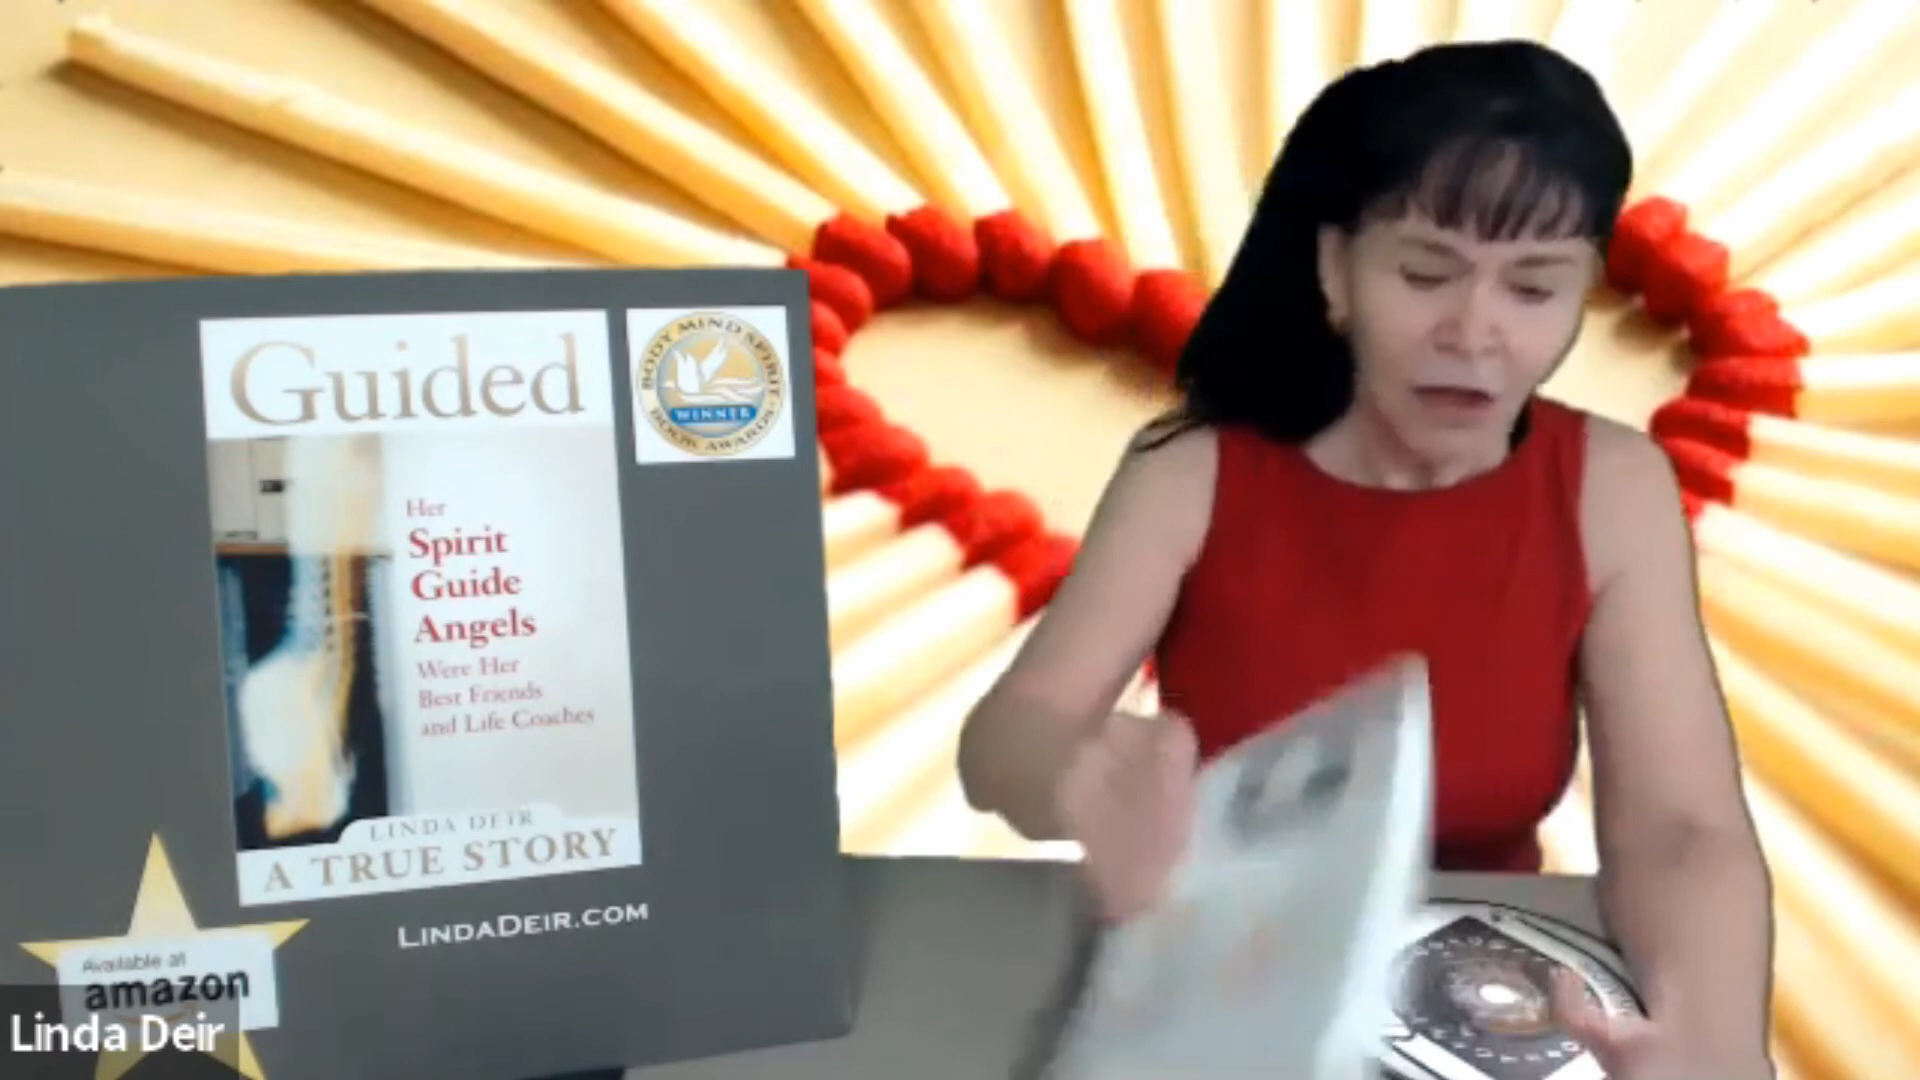 Guided
Her
Spirit
Guide
Angels
Were Her
Best Friends
and Life Coaches
LINDA DEIR
A TRUE STORY
BODY MIND SPIRIT
WINNER
BOOK AWARDS
LINDADEIR.COM
Available at
amazon
Linda Deir